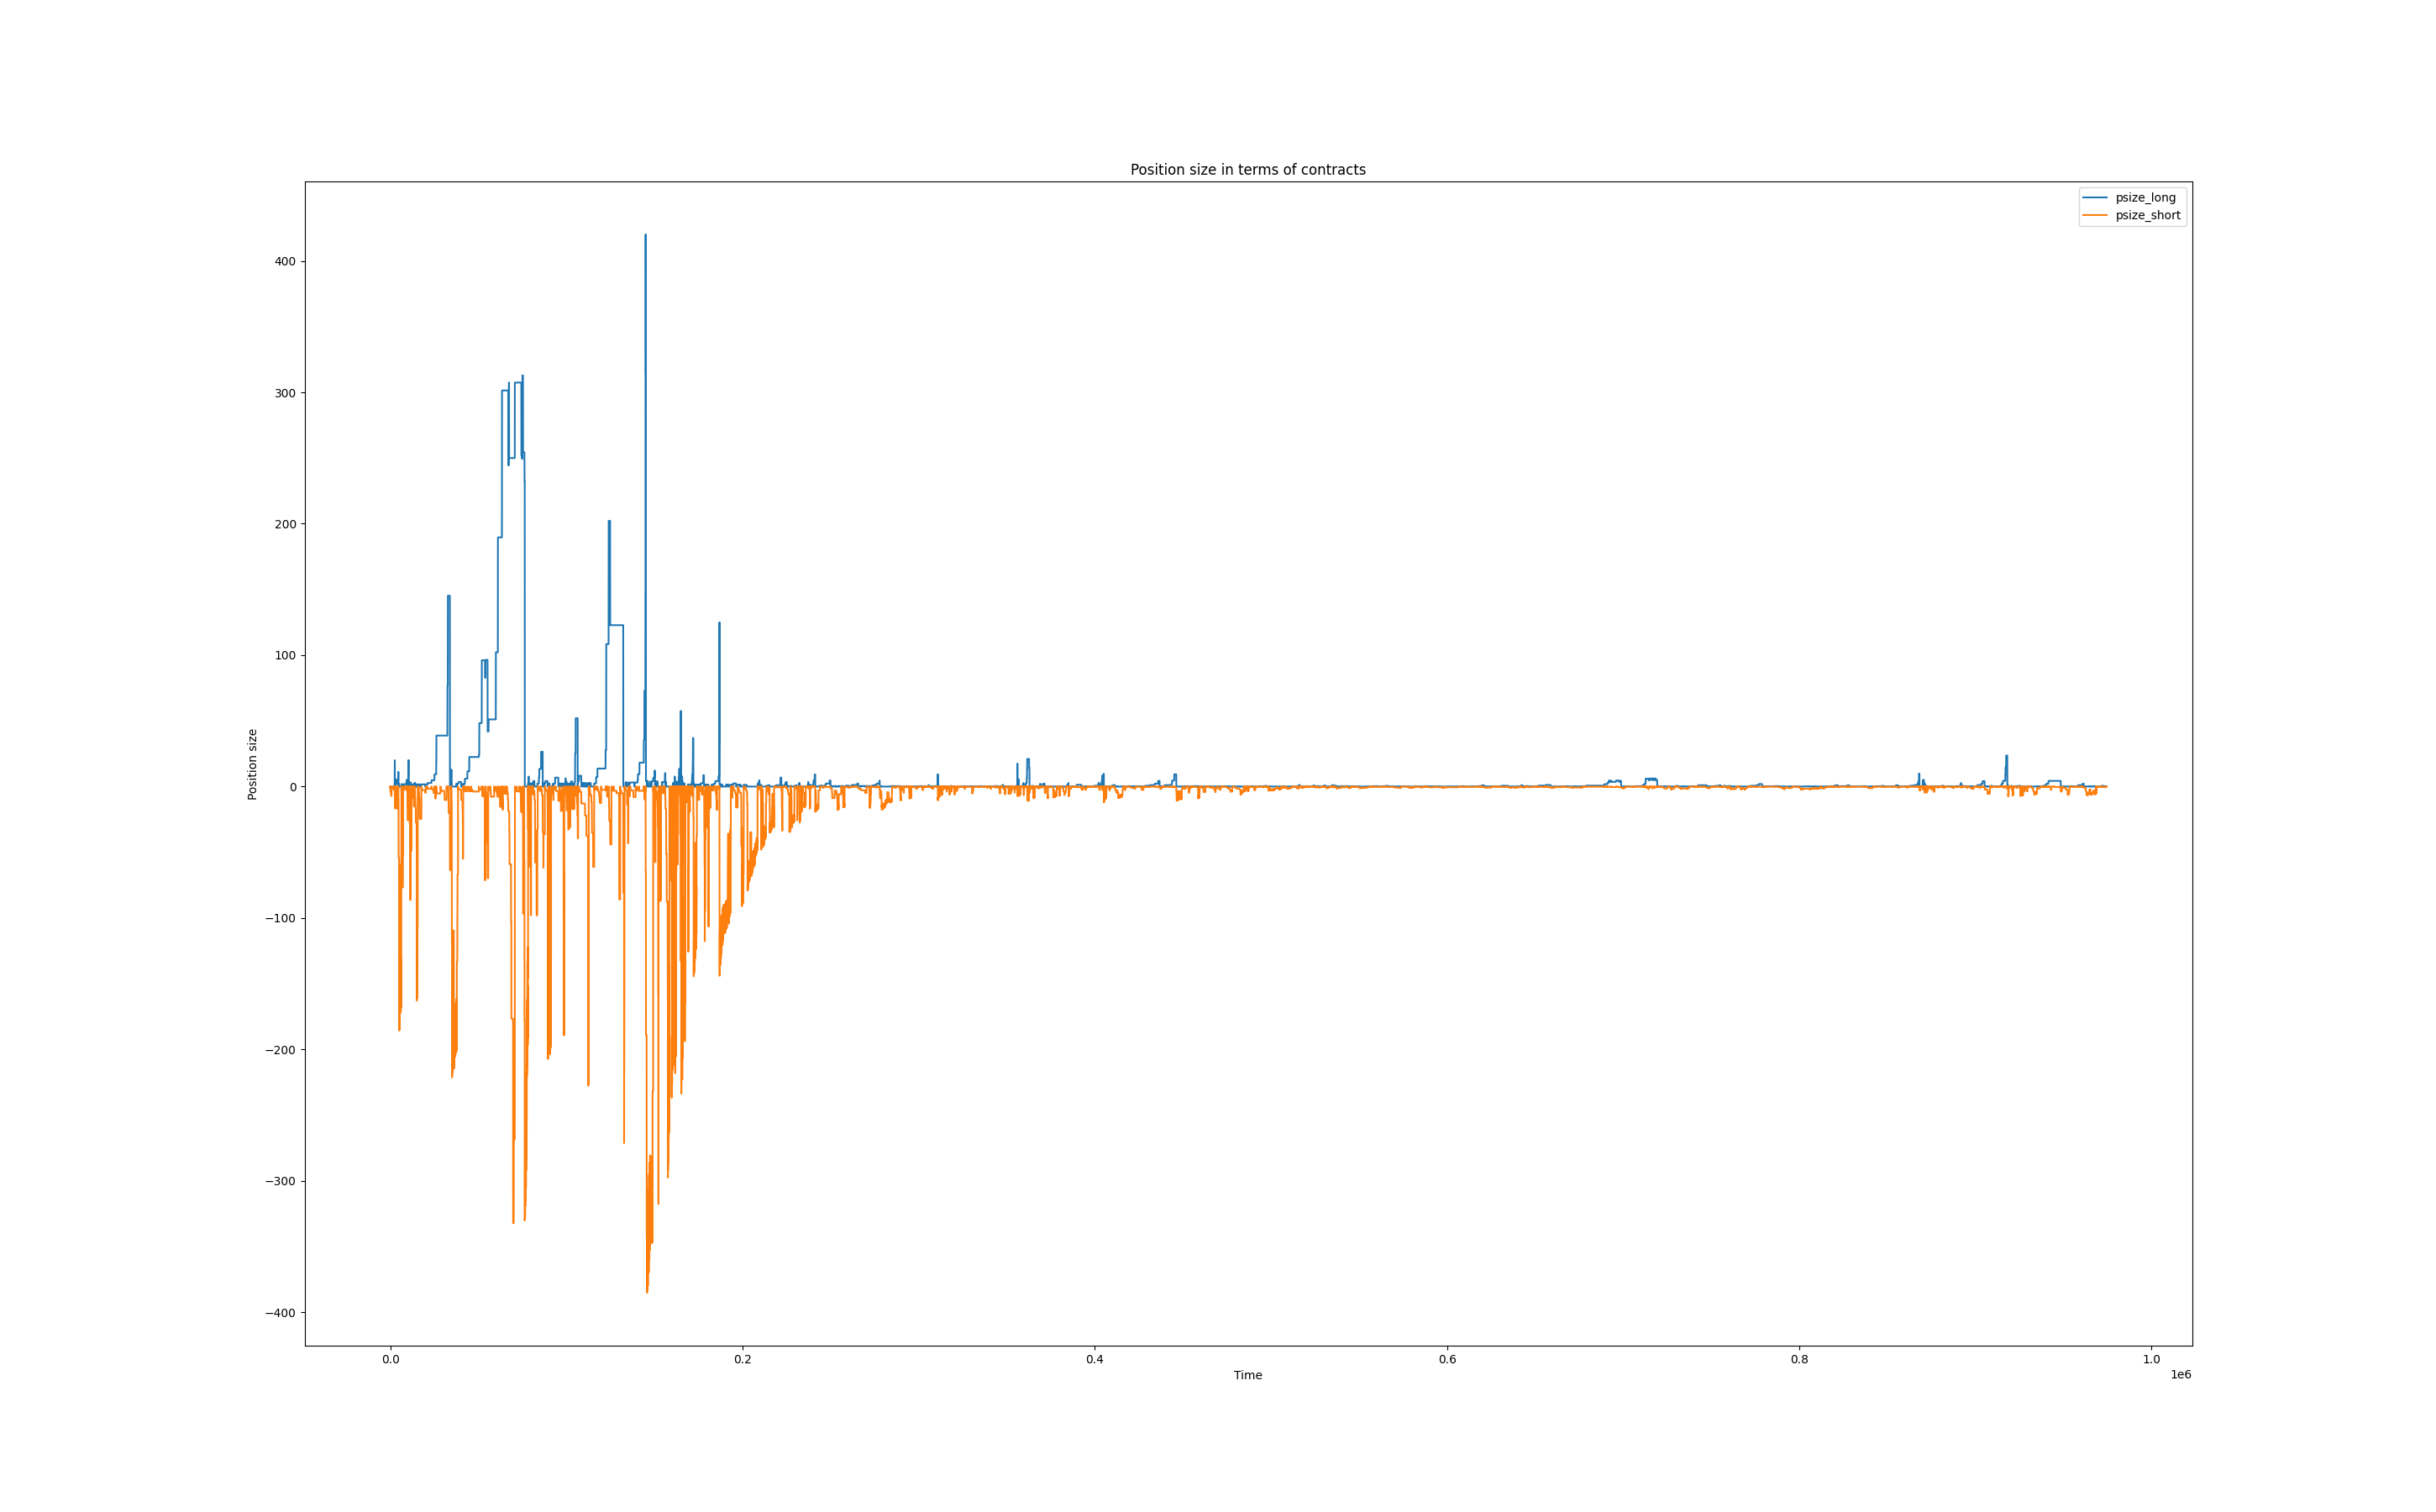 Position size in terms of contracts
psize_long
psize_short
400
300
200
100
0
−100
−200
−300
−400
Position size
0.0 0.2 0.4 0.6 0.8 1.0
1e6
Time